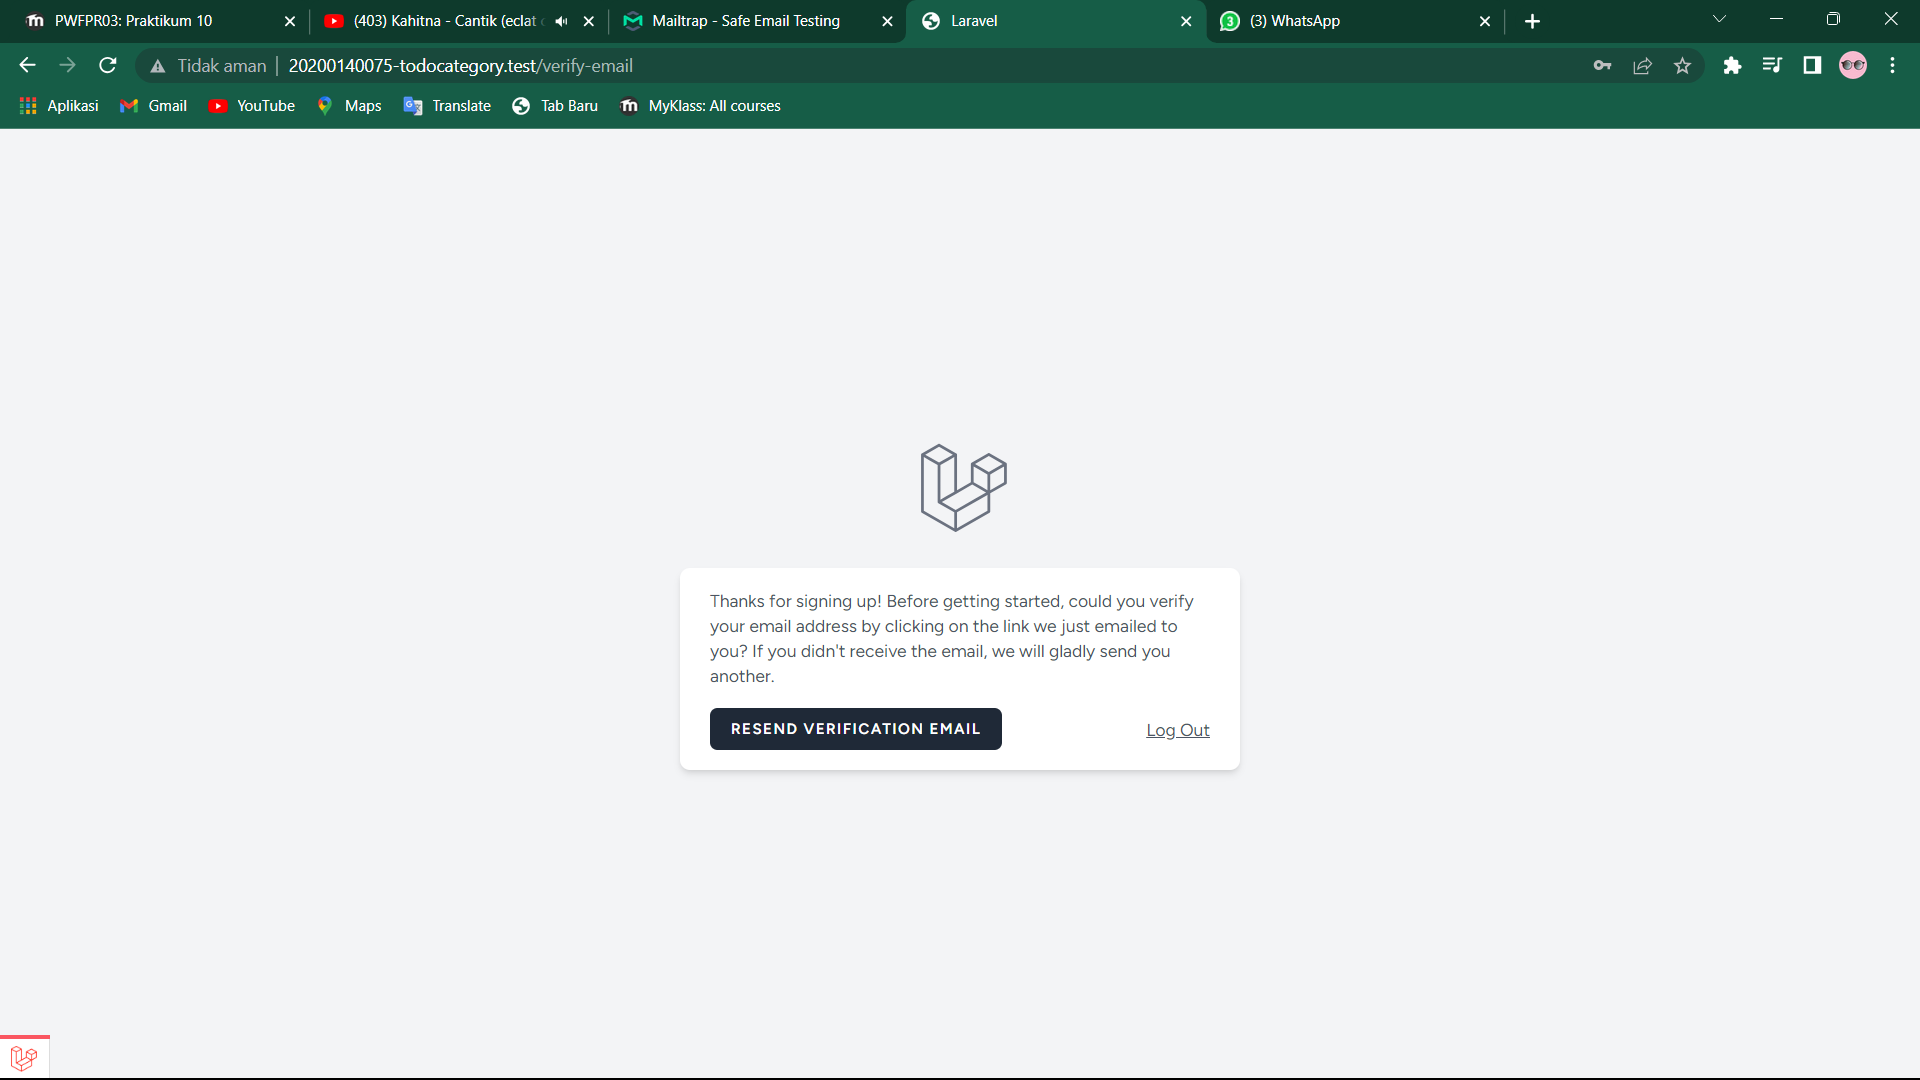 PWFPR03: Praktikum 10
(403) Kahitna - Cantik (eclat
Mailtrap - Safe Email Testing
Laravel
3
(3) WhatsApp
Tidak aman
20200140075-todocategory.test/verify-email
Aplikasi
Gmail
YouTube
Maps
Translate
Tab Baru
MyKlass: All courses
Thanks for signing up! Before getting started, could you verify
your email address by clicking on the link we just emailed to
you? If you didn't receive the email, we will gladly send you
another.
RESEND VERIFICATION EMAIL
Log Out